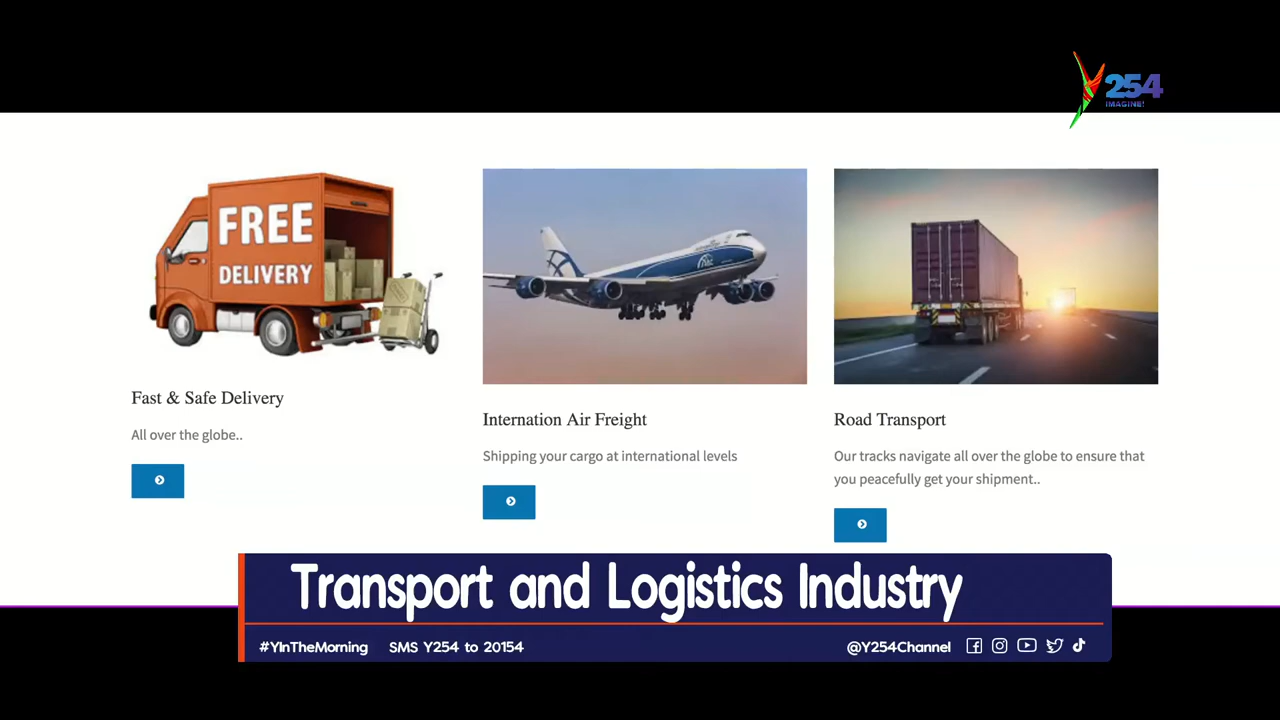 254
IMAGINE!
FREE
DELIVERY
Fast & Safe Delivery
All over the globe..
Internation Air Freight
Shipping your cargo at international levels
Road Transport
Our tracks navigate all over the globe to ensure that
you peacefully get your shipment..
Transport and Logistics Industry
#YInTheMorning SMS Y254 to 20154 @Y254Channel